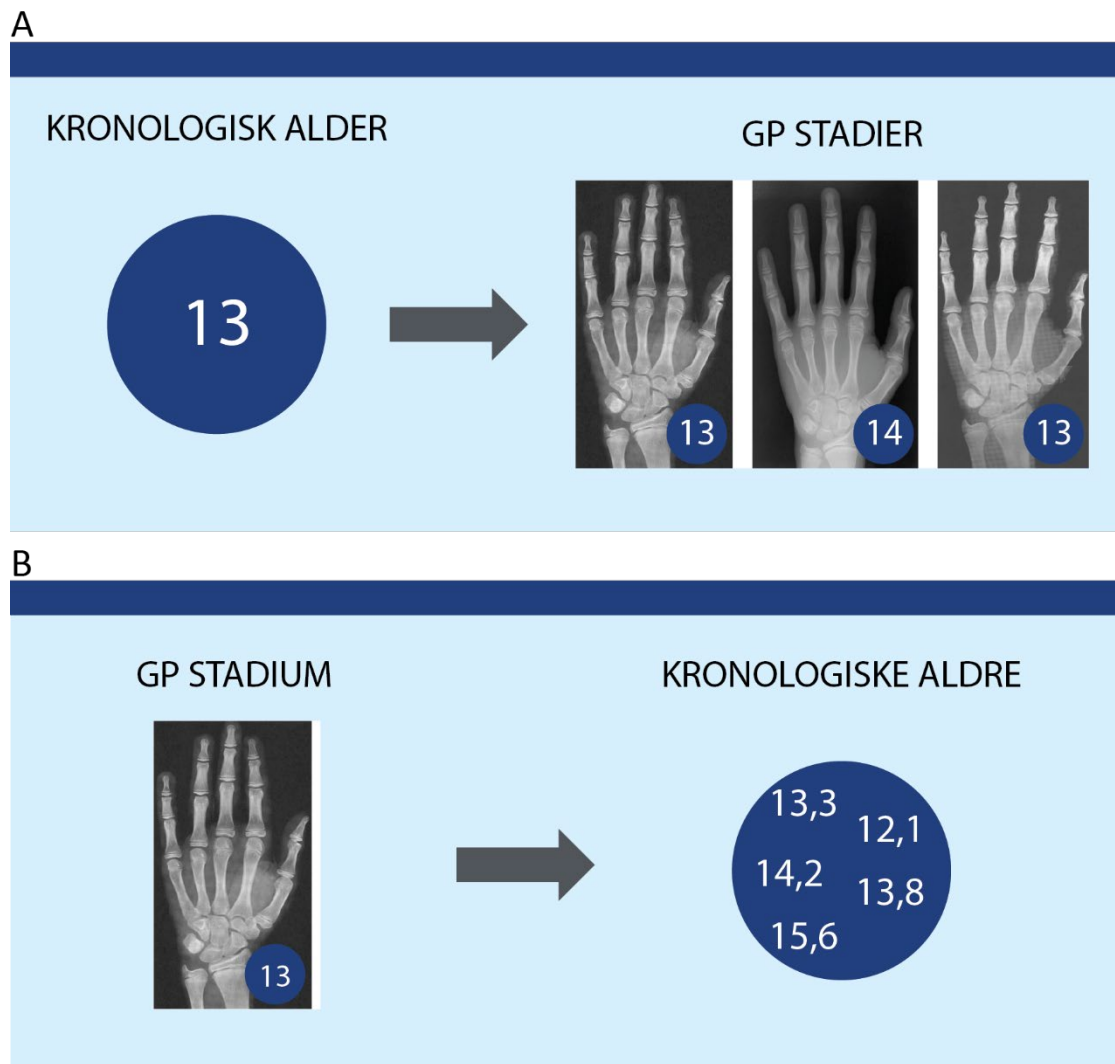 A
KRONOLOGISK ALDER
GP STADIER
13
13
14
13
B
GP STADIUM
KRONOLOGISKE ALDRE
13
13,3
12,1
14,2
13,8
15,6